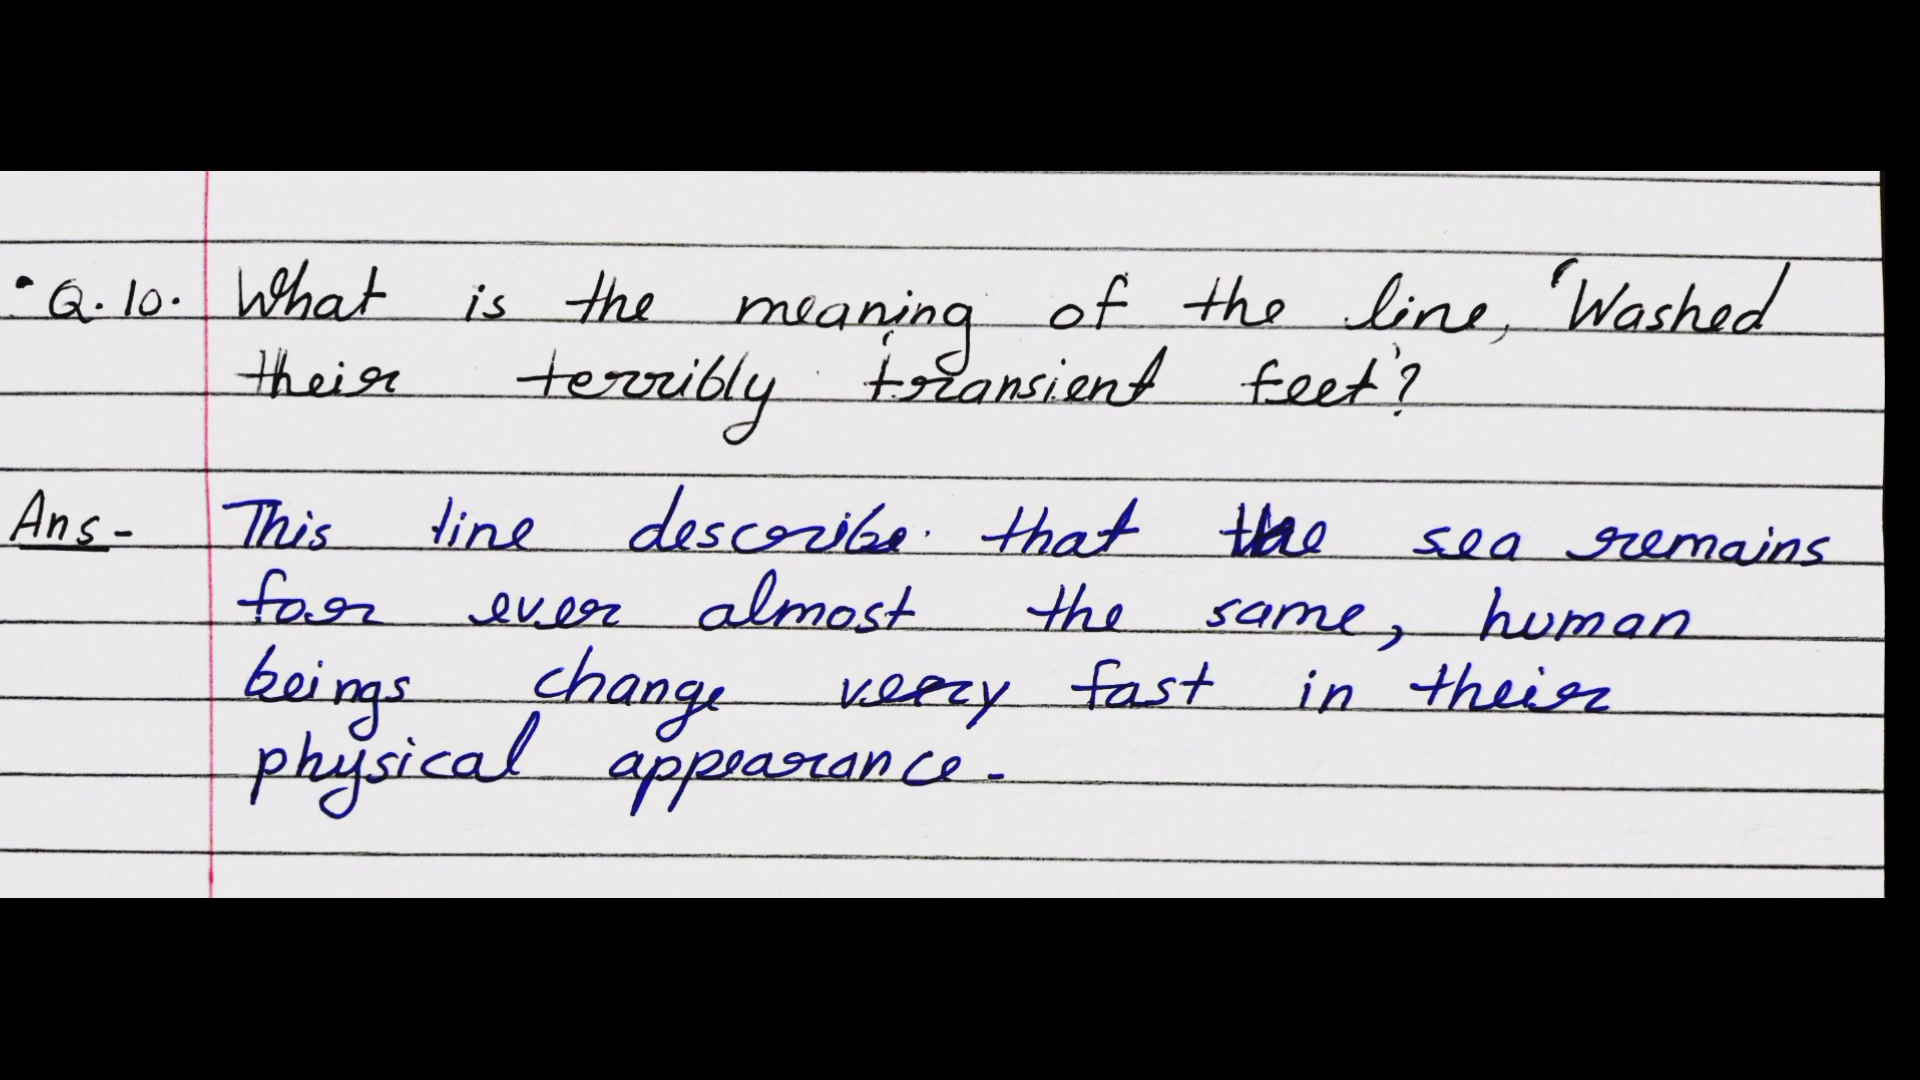 Q.10. What is the meaning of the line, 'Washed
their terribly transient feet'?
Ans- This line describe that the sea remains
for ever almost the same, human
beings change very fast in their
physical appearance.